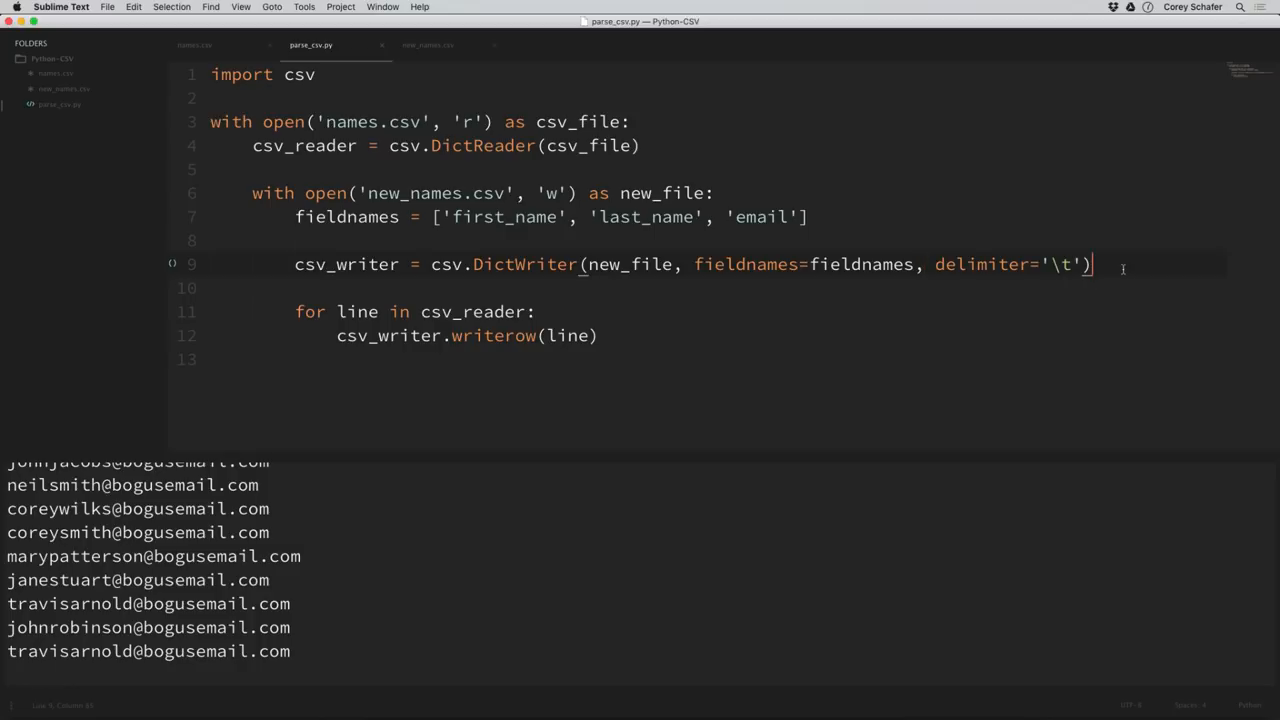 Sublime Text File Edit Selection Find View Goto Tools Project Window Help Corey Schafer
parse_csv.py — Python-CSV
FOLDERS
Python-CSV
names.csv
new_names.csv
parse_csv.py
names.csv × parse_csv.py × new_names.csv ×
1 import csv
2
3 with open('names.csv', 'r') as csv_file:
4 csv_reader = csv.DictReader(csv_file)
5
6 with open('new_names.csv', 'w') as new_file:
7 fieldnames = ['first_name', 'last_name', 'email']
8
() 9 csv_writer = csv.DictWriter(new_file, fieldnames=fieldnames, delimiter='\t')
10
11 for line in csv_reader:
12 csv_writer.writerow(line)
13
johnjacobs@bogusemail.com
neilsmith@bogusemail.com
coreywilks@bogusemail.com
coreysmith@bogusemail.com
marypatterson@bogusemail.com
janestuart@bogusemail.com
travisarnold@bogusemail.com
johnrobinson@bogusemail.com
travisarnold@bogusemail.com
Line 9, Column 85 UTF-8 Spaces: 4 Python